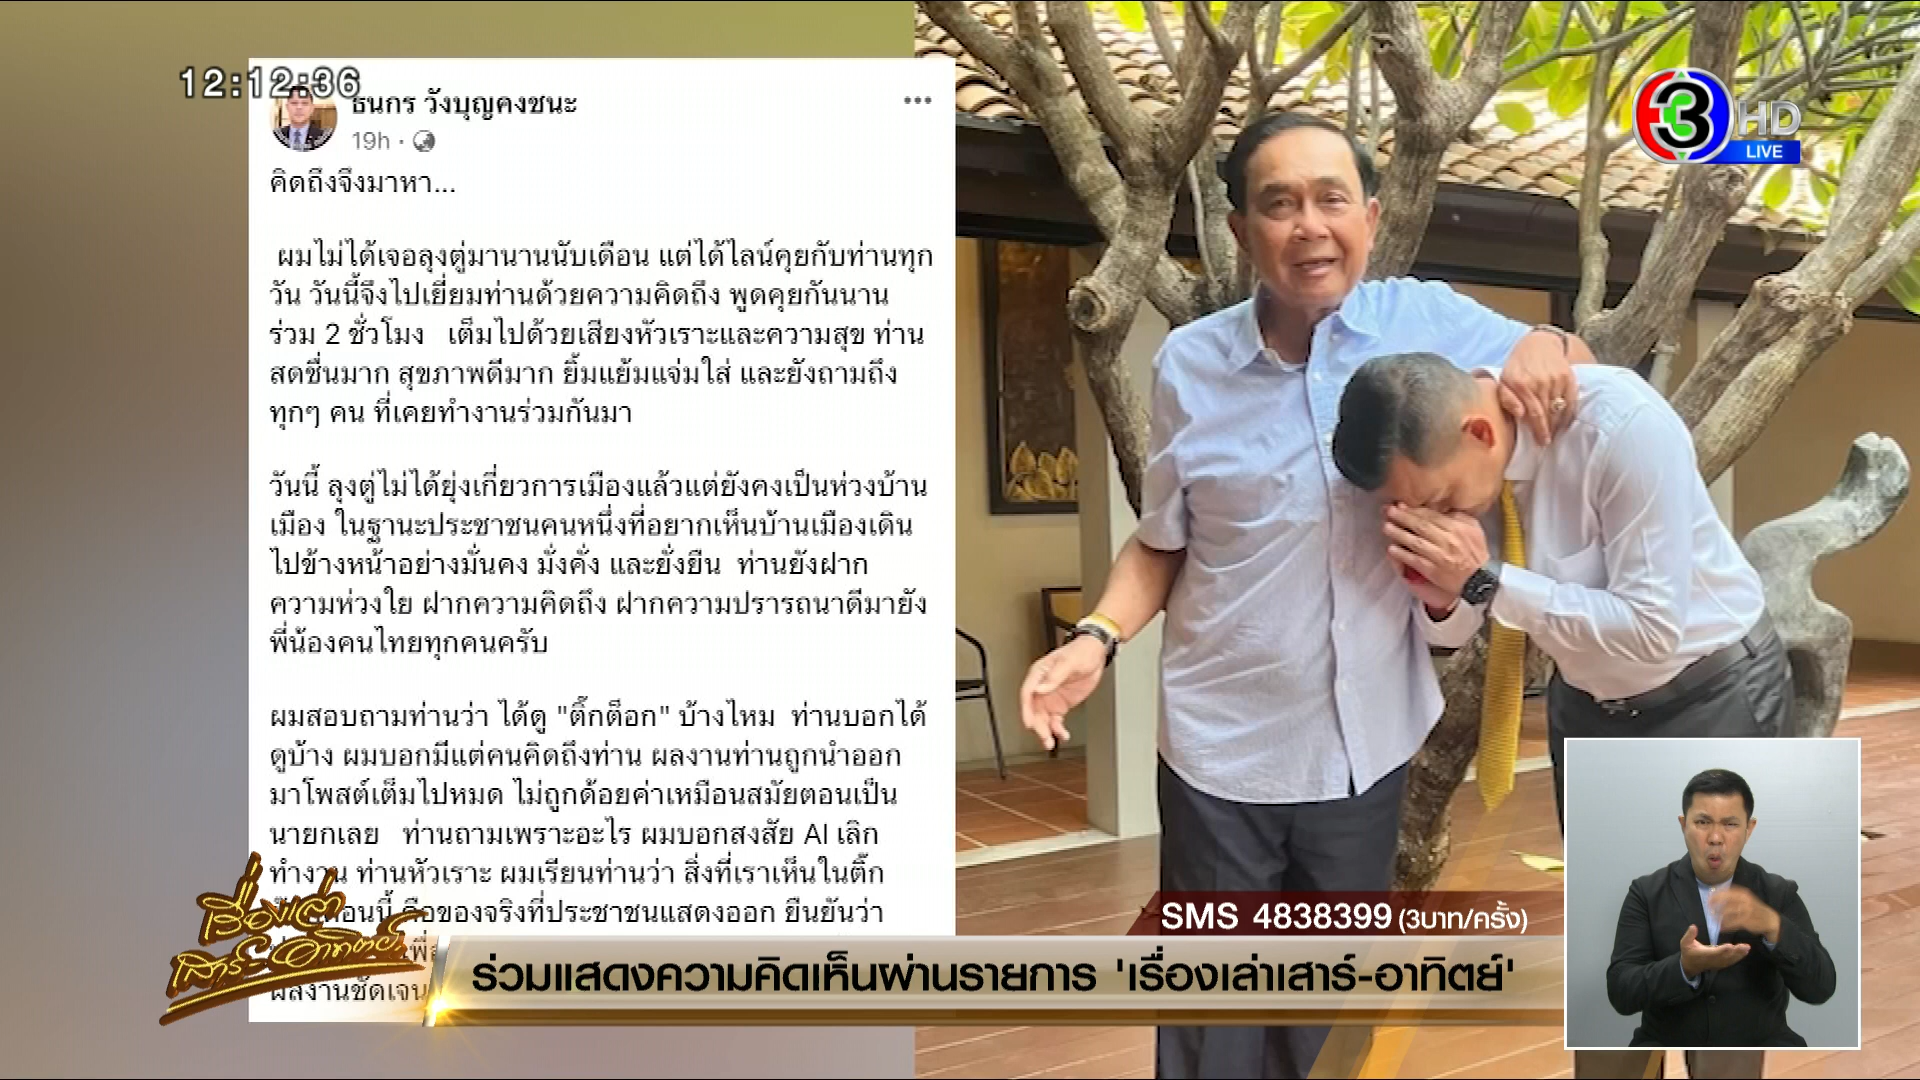 12:12:36
ธนกร วังบุญคงชนะ
19h
คิดถึงจึงมาหา...
ผมไม่ได้เจอลุงตู่มานานนับเดือน แต่ได้ไลน์คุยกับท่านทุก
วัน วันนี้จึงไปเยี่ยมท่านด้วยความคิดถึง พูดคุยกันนาน
ร่วม 2 ชั่วโมง เต็มไปด้วยเสียงหัวเราะและความสุข ท่าน
สดชื่นมาก สุขภาพดีมาก ยิ้มแย้มแจ่มใส่ และยังถามถึง
ทุกๆ คน ที่เคยทำงานร่วมกันมา
วันนี้ ลุงตู่ไม่ได้ยุ่งเกี่ยวการเมืองแล้วแต่ยังคงเป็นห่วงบ้าน
เมือง ในฐานะประชาชนคนหนึ่งที่อยากเห็นบ้านเมืองเดิน
ไปข้างหน้าอย่างมั่นคง มั่งคั่ง และยั่งยืน ท่านยังฝาก
ความห่วงใย ฝากความคิดถึง ฝากความปรารถนาดีมายัง
พี่น้องคนไทยทุกคนครับ
ผมสอบถามท่านว่า ได้ดู "ติ๊กต็อก" บ้างไหม ท่านบอกได้
ดูบ้าง ผมบอกมีแต่คนคิดถึงท่าน ผลงานท่านถูกนำออก
มาโพสต์เต็มไปหมด ไม่ถูกด้อยค่าเหมือนสมัยตอนเป็น
นายกเลย ท่านถามเพราะอะไร ผมบอกสงสัย AI เลิก
ทำงาน ท่านหัวเราะ ผมเรียนท่านว่า สิ่งที่เราเห็นในติ๊ก
คือของจริงที่ประชาชนแสดงออก ยืนยันว่า
ผลงานชัดเจน
3 HD
LIVE
SMS 4838399 (3บาท/ครั้ง)
เรื่องเล่า
เสาร์-อาทิตย์
ร่วมแสดงความคิดเห็นผ่านรายการ 'เรื่องเล่าเสาร์-อาทิตย์'